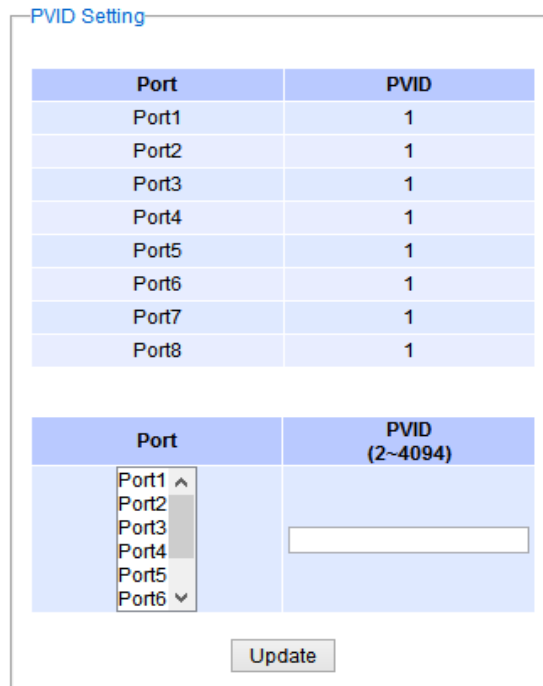 PVID Setting
Port PVID
Port1 1
Port2 1
Port3 1
Port4 1
Port5 1
Port6 1
Port7 1
Port8 1
Port PVID
(2~4094)
Port1
Port2
Port3
Port4
Port5
Port6
Update